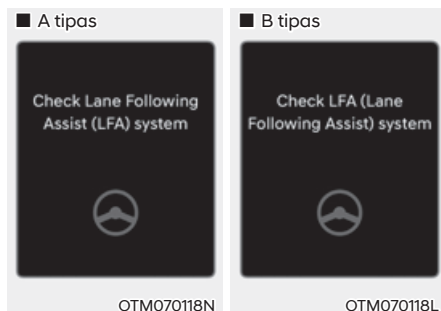 ■ A tipas
Check Lane Following
Assist (LFA) system
OTM070118N
■ B tipas
Check LFA (Lane
Following Assist) system
OTM070118L